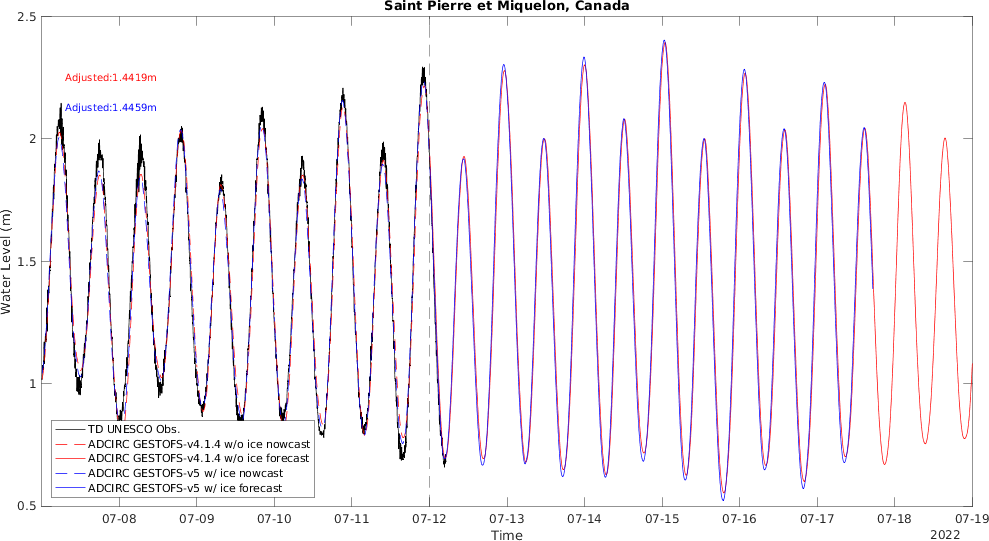 Saint Pierre et Miquelon, Canada
2.5
2
1.5
1
0.5
Water Level (m)
Adjusted:1.4419m
Adjusted:1.4459m
TD UNESCO Obs.
ADCIRC GESTOFS-v4.1.4 w/o ice nowcast
ADCIRC GESTOFS-v4.1.4 w/o ice forecast
ADCIRC GESTOFS-v5 w/ ice nowcast
ADCIRC GESTOFS-v5 w/ ice forecast
07-08 07-09 07-10 07-11 07-12 07-13 07-14 07-15 07-16 07-17 07-18 07-19
Time
2022